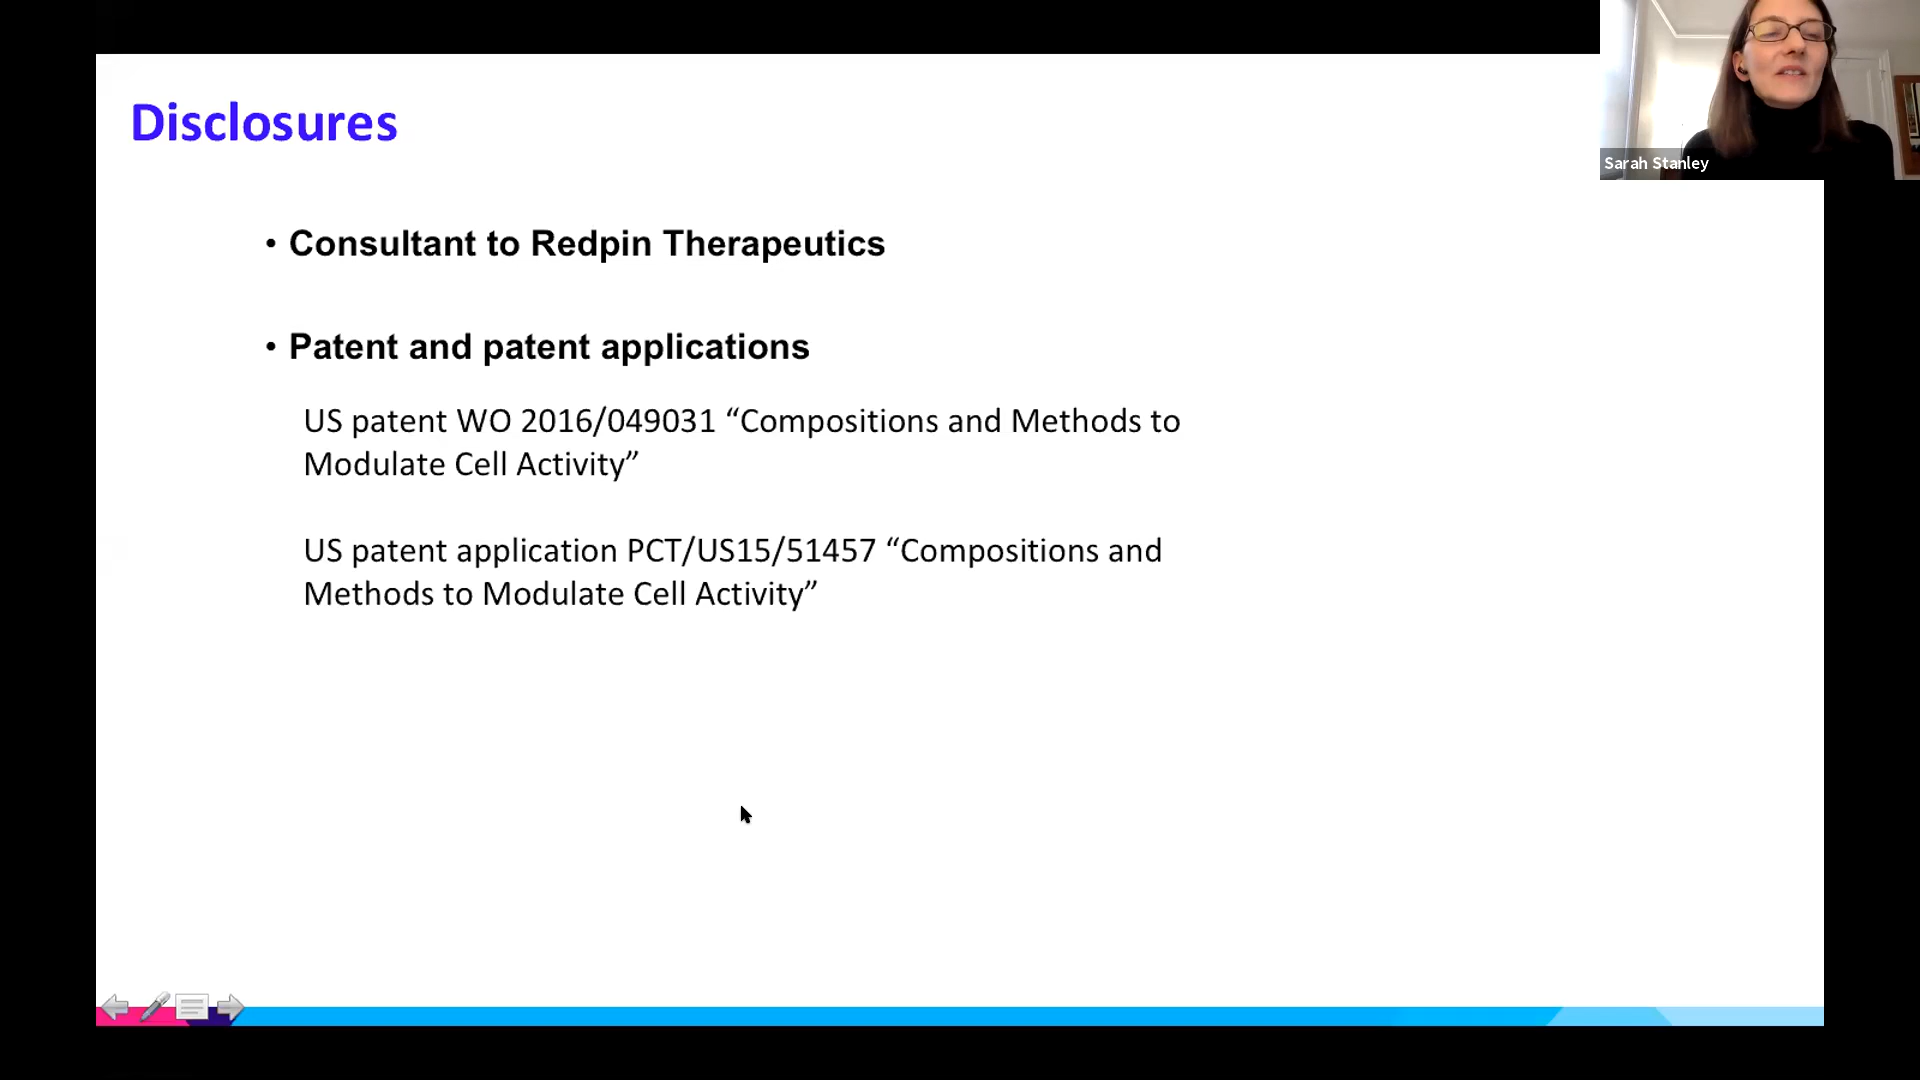 Disclosures
Sarah Stanley
• Consultant to Redpin Therapeutics
• Patent and patent applications
US patent WO 2016/049031 “Compositions and Methods to
Modulate Cell Activity”
US patent application PCT/US15/51457 “Compositions and
Methods to Modulate Cell Activity”